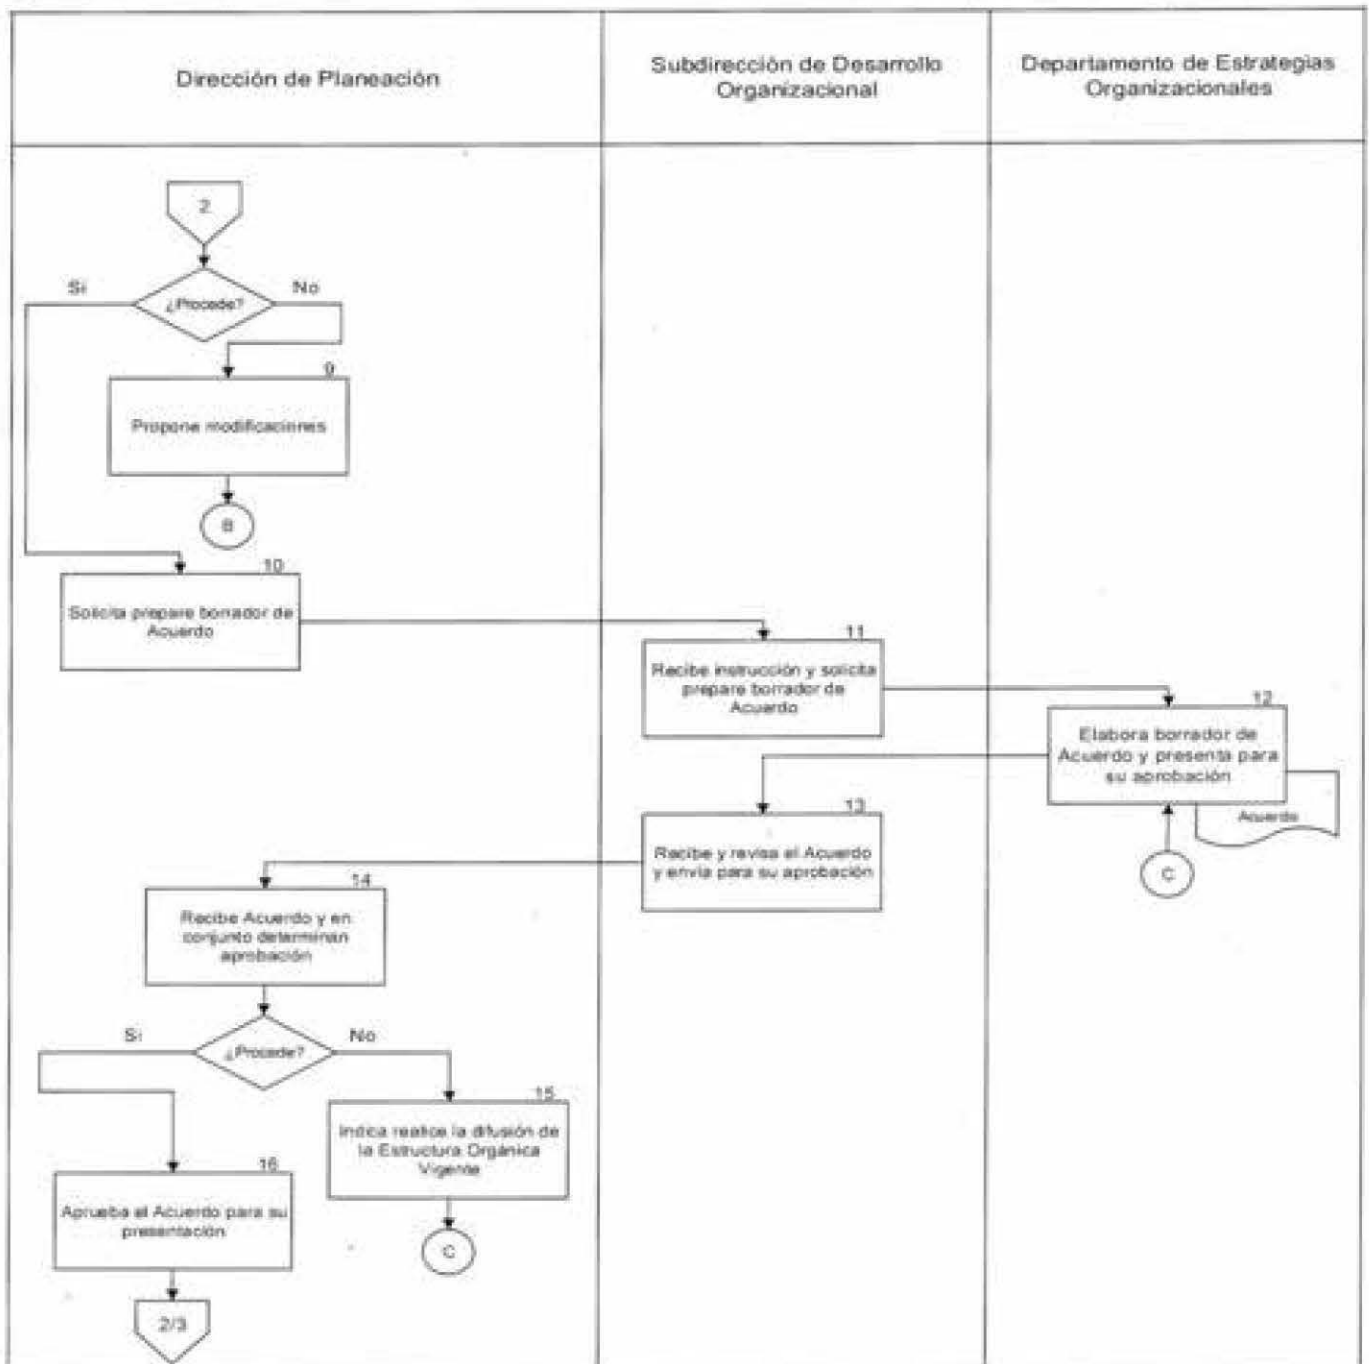 Dirección de Planeación
Subdirección de Desarrollo
Organizacional
Departamento de Estrategias
Organizacionales
2
Si
¿Procede?
No
9
Propone modificaciones
B
10
Solicita prepare borrador de
Acuerdo
11
Recibe instrucción y solicita
prepare borrador de
Acuerdo
12
Elabora borrador de
Acuerdo y presenta para
su aprobación
Acuerdo
C
13
Recibe y revisa el Acuerdo
y envía para su aprobación
14
Recibe Acuerdo y en
conjunto determinan
aprobación
Si
¿Procede?
No
15
Indica realice la difusión de
la Estructura Orgánica
Vigente
C
16
Aprueba el Acuerdo para su
presentación
2/3